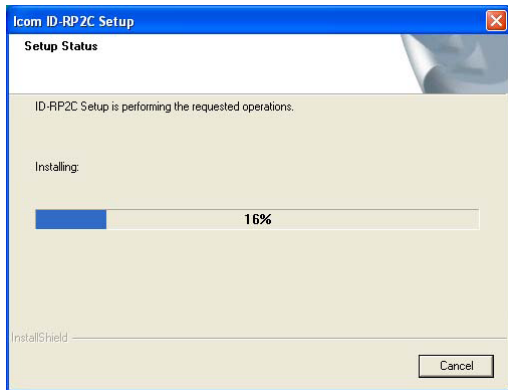 Icom ID-RP2C Setup
Setup Status
ID-RP2C Setup is performing the requested operations.
Installing:
16%
InstallShield
Cancel